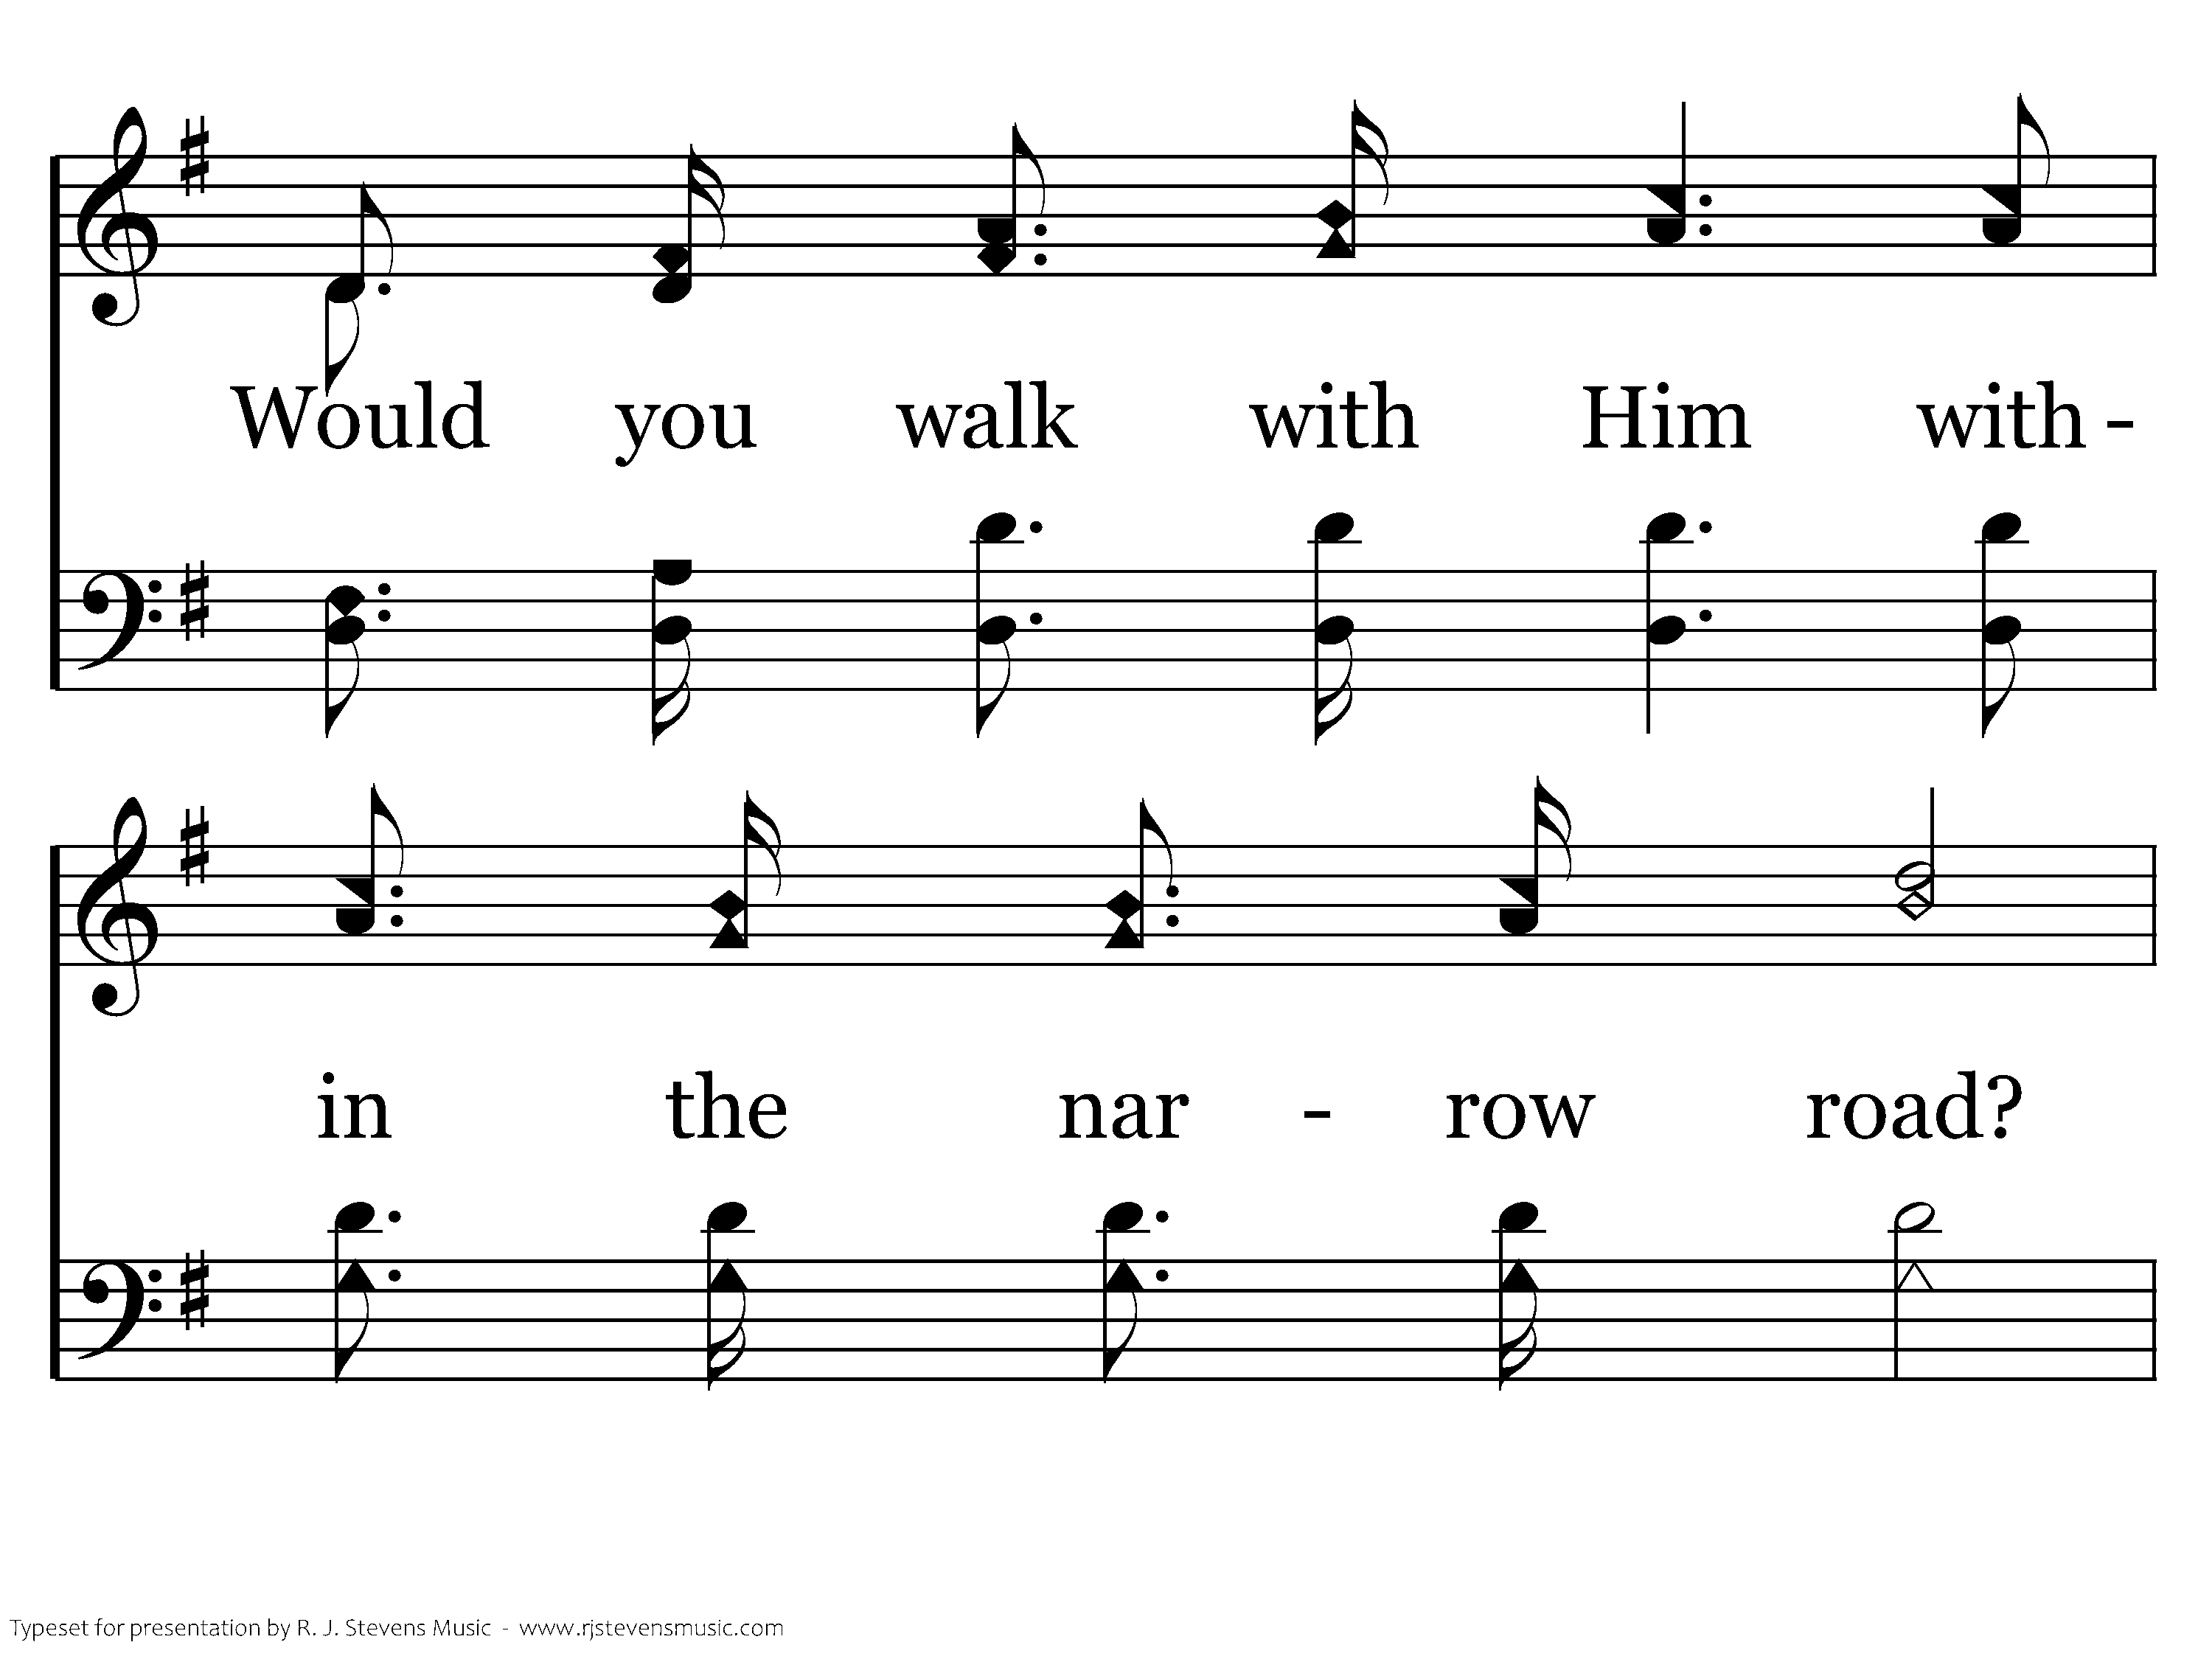 Would you walk with Him with -
in the nar - row road?
Typeset for presentation by R. J. Stevens Music - www.rjstevensmusic.com